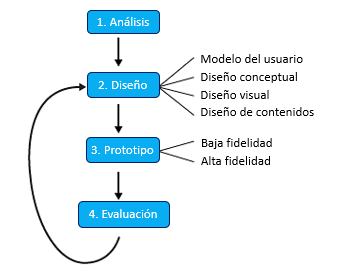 1. Análisis
2. Diseño
Modelo del usuario
Diseño conceptual
Diseño visual
Diseño de contenidos
3. Prototipo
Baja fidelidad
Alta fidelidad
4. Evaluación